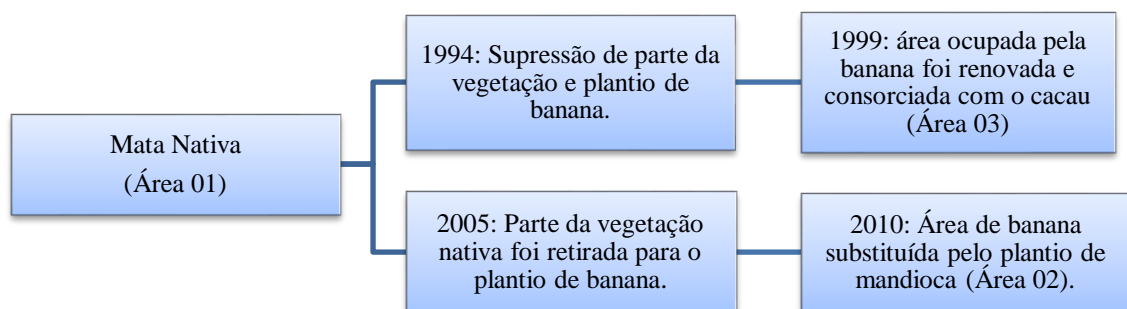 Mata Nativa
(Área 01)
1994: Supressão de parte da
vegetação e plantio de
banana.
1999: área ocupada pela
banana foi renovada e
consorciada com o cacau
(Área 03)
2005: Parte da vegetação
nativa foi retirada para o
plantio de banana.
2010: Área de banana
substituída pelo plantio de
mandioca (Área 02).